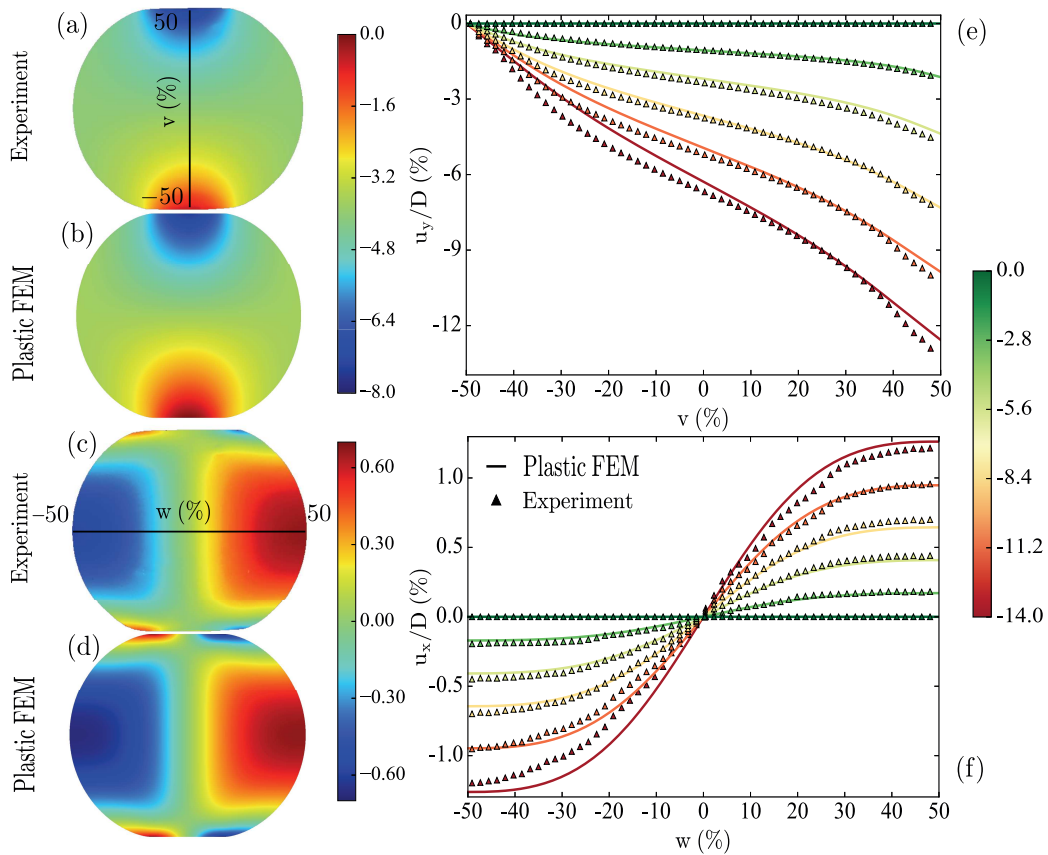 (a)
Experiment
50
v (%)
−50
(b)
Plastic FEM
0.0
−1.6
−3.2
−4.8
−6.4
−8.0
u_y/D (%)
(c)
Experiment
−50
w (%)
50
(d)
Plastic FEM
0.60
0.30
0.00
−0.30
−0.60
u_x/D (%)
(e)
0
-3
-6
-9
-12
-50 -40 -30 -20 -10 0 10 20 30 40 50
v (%)
Plastic FEM
Experiment
1.0
0.5
0.0
-0.5
-1.0
(f)
-50 -40 -30 -20 -10 0 10 20 30 40 50
w (%)
0.0
-2.8
-5.6
-8.4
-11.2
-14.0